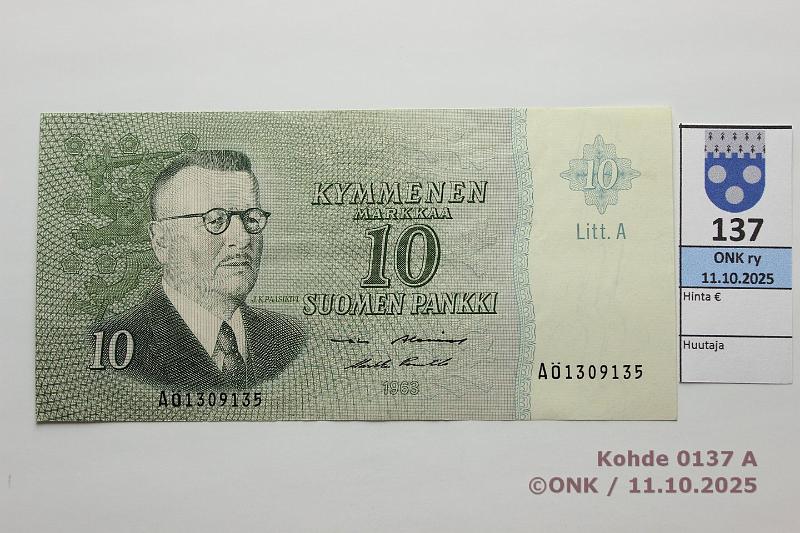 KYMMENEN
MARKKAA
10
J.K.PAASIKIVI
SUOMEN PANKKI
10
1963
AÖ1309135
10
Litt. A
AÖ1309135
137
ONK ry
11.10.2025
Hinta €
Huutaja
Kohde 0137 A
©ONK / 11.10.2025